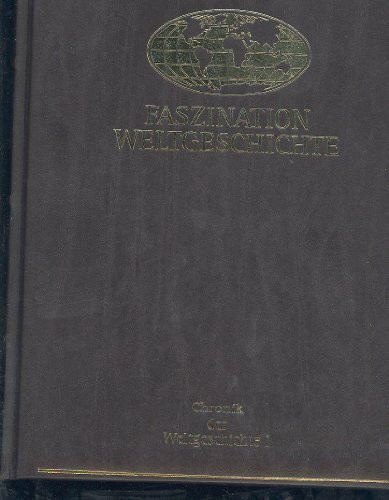 FASZINATION
WELTGESCHICHTE
Chronik
der
Weltgeschichte I